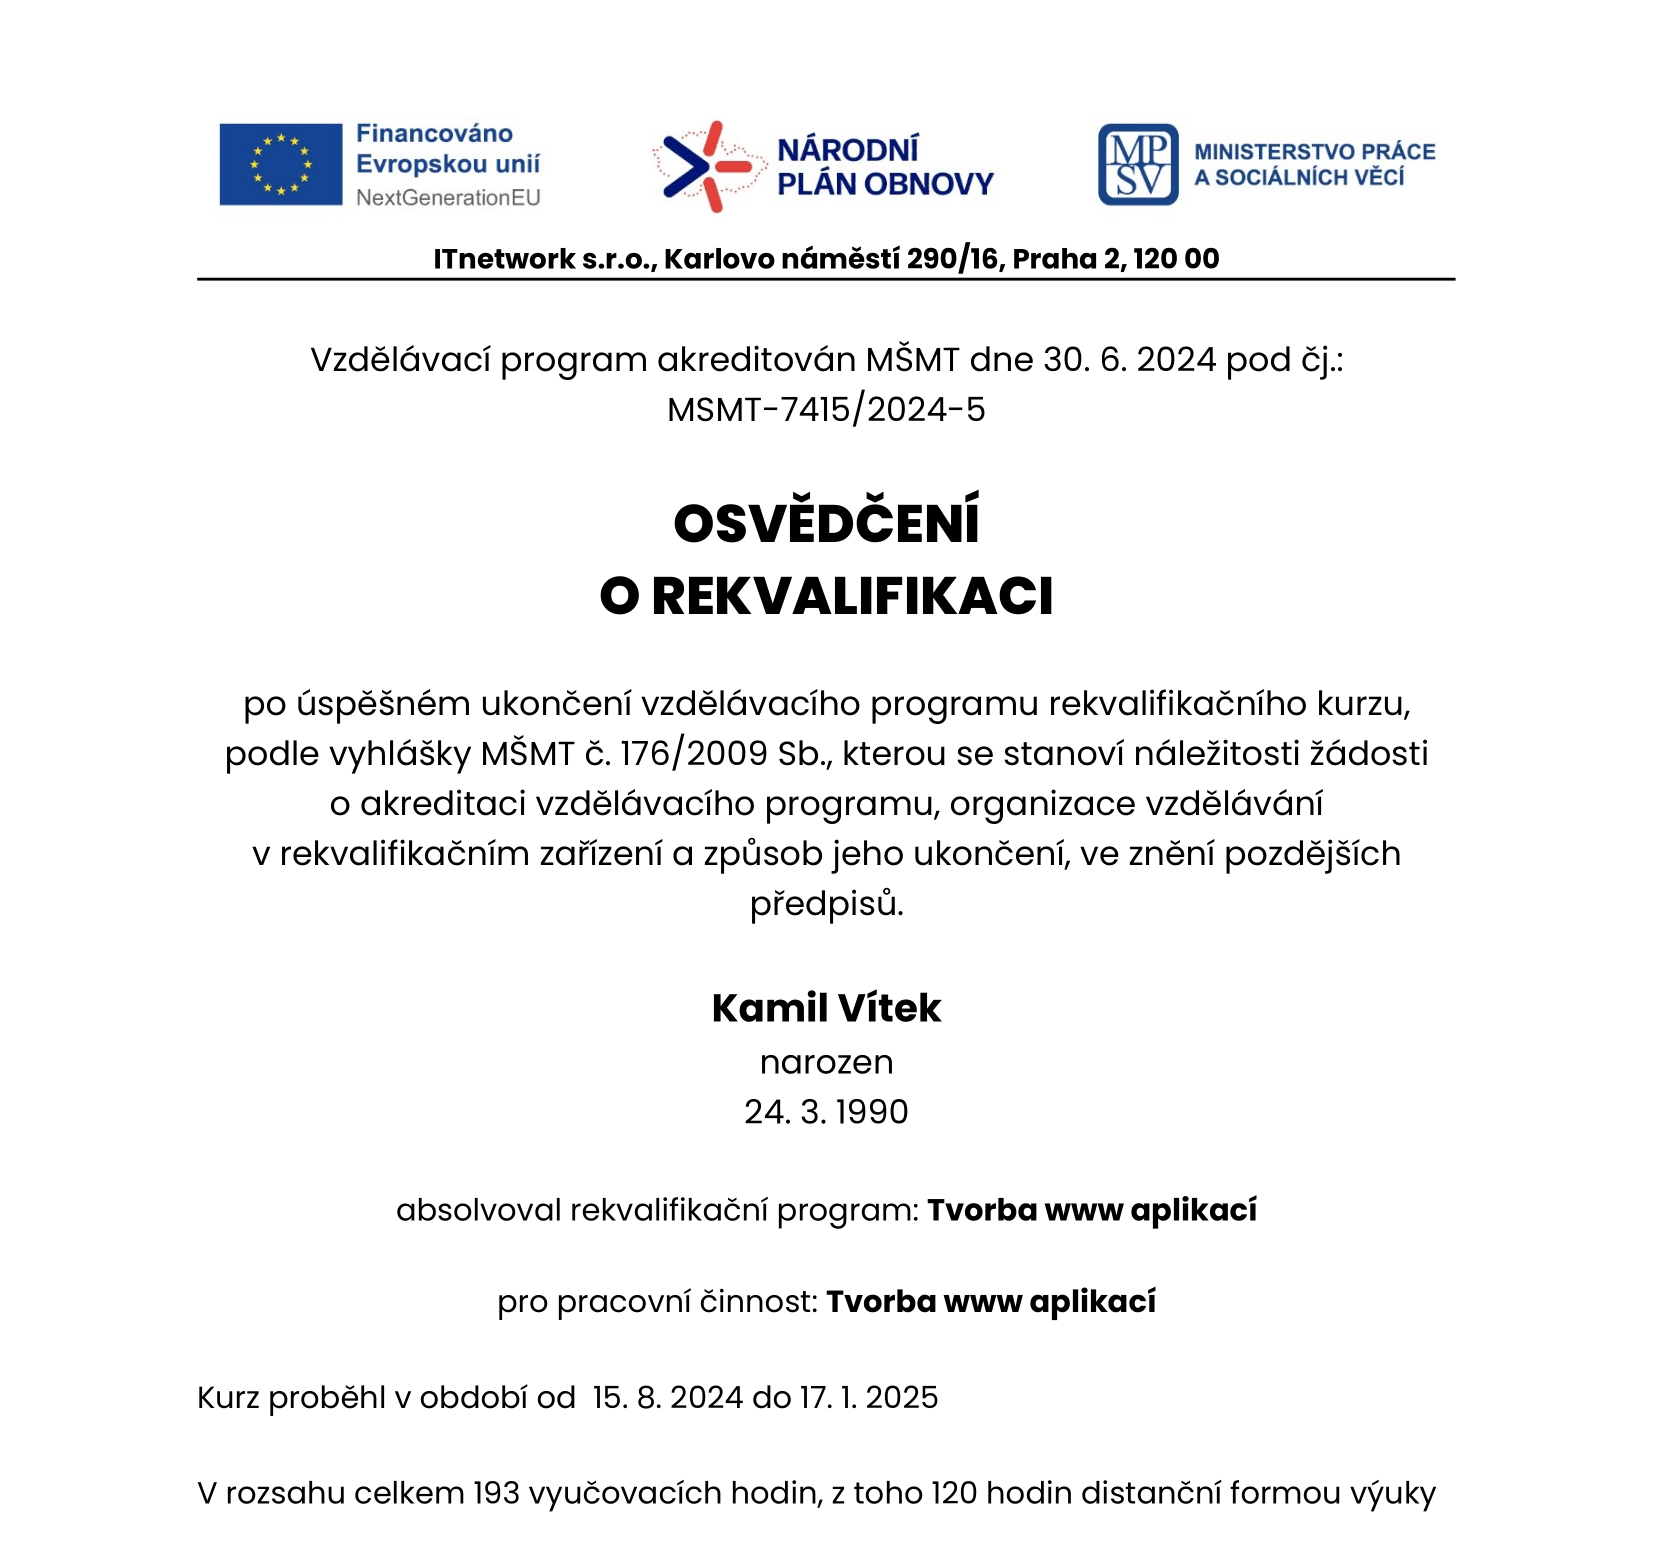 Financováno
Evropskou unií
NextGenerationEU
NÁRODNÍ
PLÁN OBNOVY
MP
SV
MINISTERSTVO PRÁCE
A SOCIÁLNÍCH VĚCÍ
ITnetwork s.r.o., Karlovo náměstí 290/16, Praha 2, 120 00
Vzdělávací program akreditován MŠMT dne 30. 6. 2024 pod čj.:
MSMT-7415/2024-5
OSVĚDČENÍ
O REKVALIFIKACI
po úspěšném ukončení vzdělávacího programu rekvalifikačního kurzu,
podle vyhlášky MŠMT č. 176/2009 Sb., kterou se stanoví náležitosti žádosti
o akreditaci vzdělávacího programu, organizace vzdělávání
v rekvalifikačním zařízení a způsob jeho ukončení, ve znění pozdějších
předpisů.
Kamil Vítek
narozen
24. 3. 1990
absolvoval rekvalifikační program: Tvorba www aplikací
pro pracovní činnost: Tvorba www aplikací
Kurz proběhl v období od  15. 8. 2024 do 17. 1. 2025
V rozsahu celkem 193 vyučovacích hodin, z toho 120 hodin distanční formou výuky